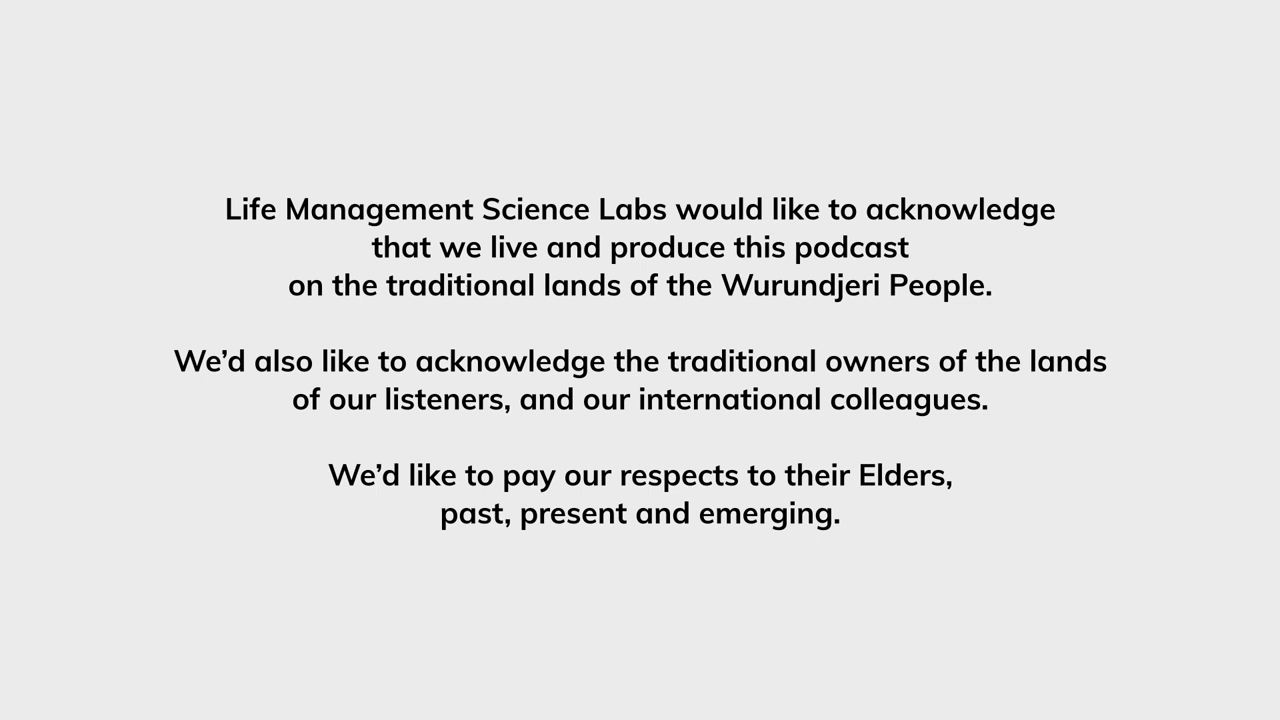 Life Management Science Labs would like to acknowledge
that we live and produce this podcast
on the traditional lands of the Wurundjeri People.
We’d also like to acknowledge the traditional owners of the lands
of our listeners, and our international colleagues.
We’d like to pay our respects to their Elders,
past, present and emerging.